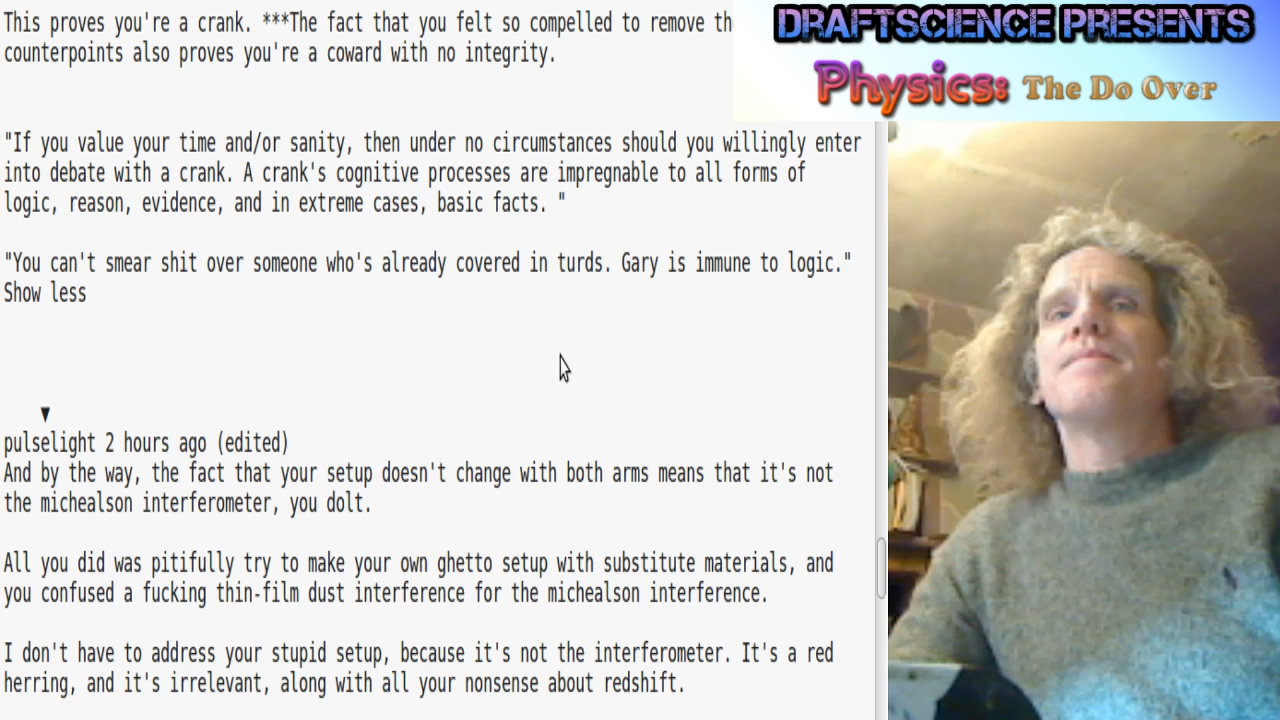 This proves you're a crank. ***The fact that you felt so compelled to remove
counterpoints also proves you're a coward with no integrity.
DRAFTSCIENCE PRESENTS
Physics: The Do Over
"If you value your time and/or sanity, then under no circumstances should you willingly enter
into debate with a crank. A crank's cognitive processes are impregnable to all forms of
logic, reason, evidence, and in extreme cases, basic facts. "
"You can't smear shit over someone who's already covered in turds. Gary is immune to logic."
Show less
pulselight 2 hours ago (edited)
And by the way, the fact that your setup doesn't change with both arms means that it's not
the michealson interferometer, you dolt.
All you did was pitifully try to make your own ghetto setup with substitute materials, and
you confused a fucking thin-film dust interference for the michealson interference.
I don't have to address your stupid setup, because it's not the interferometer. It's a red
herring, and it's irrelevant, along with all your nonsense about redshift.